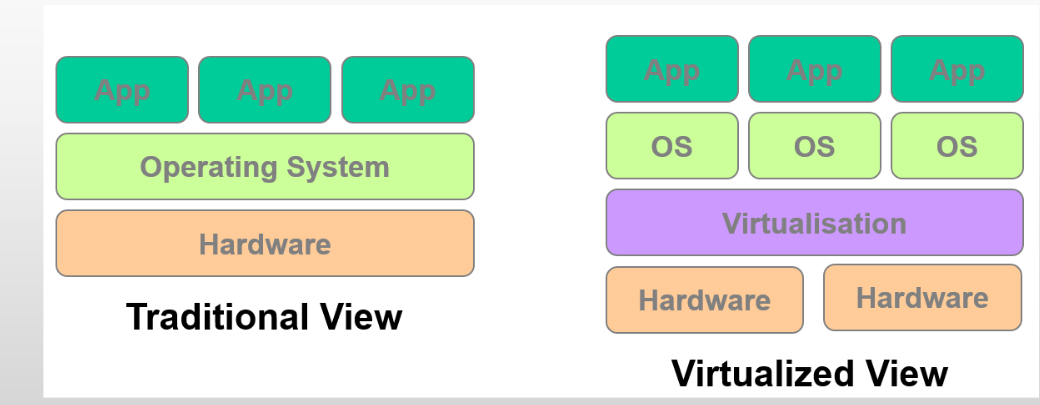 App App App
Operating System
Hardware
Traditional View
App App App
OS OS OS
Virtualisation
Hardware Hardware
Virtualized View